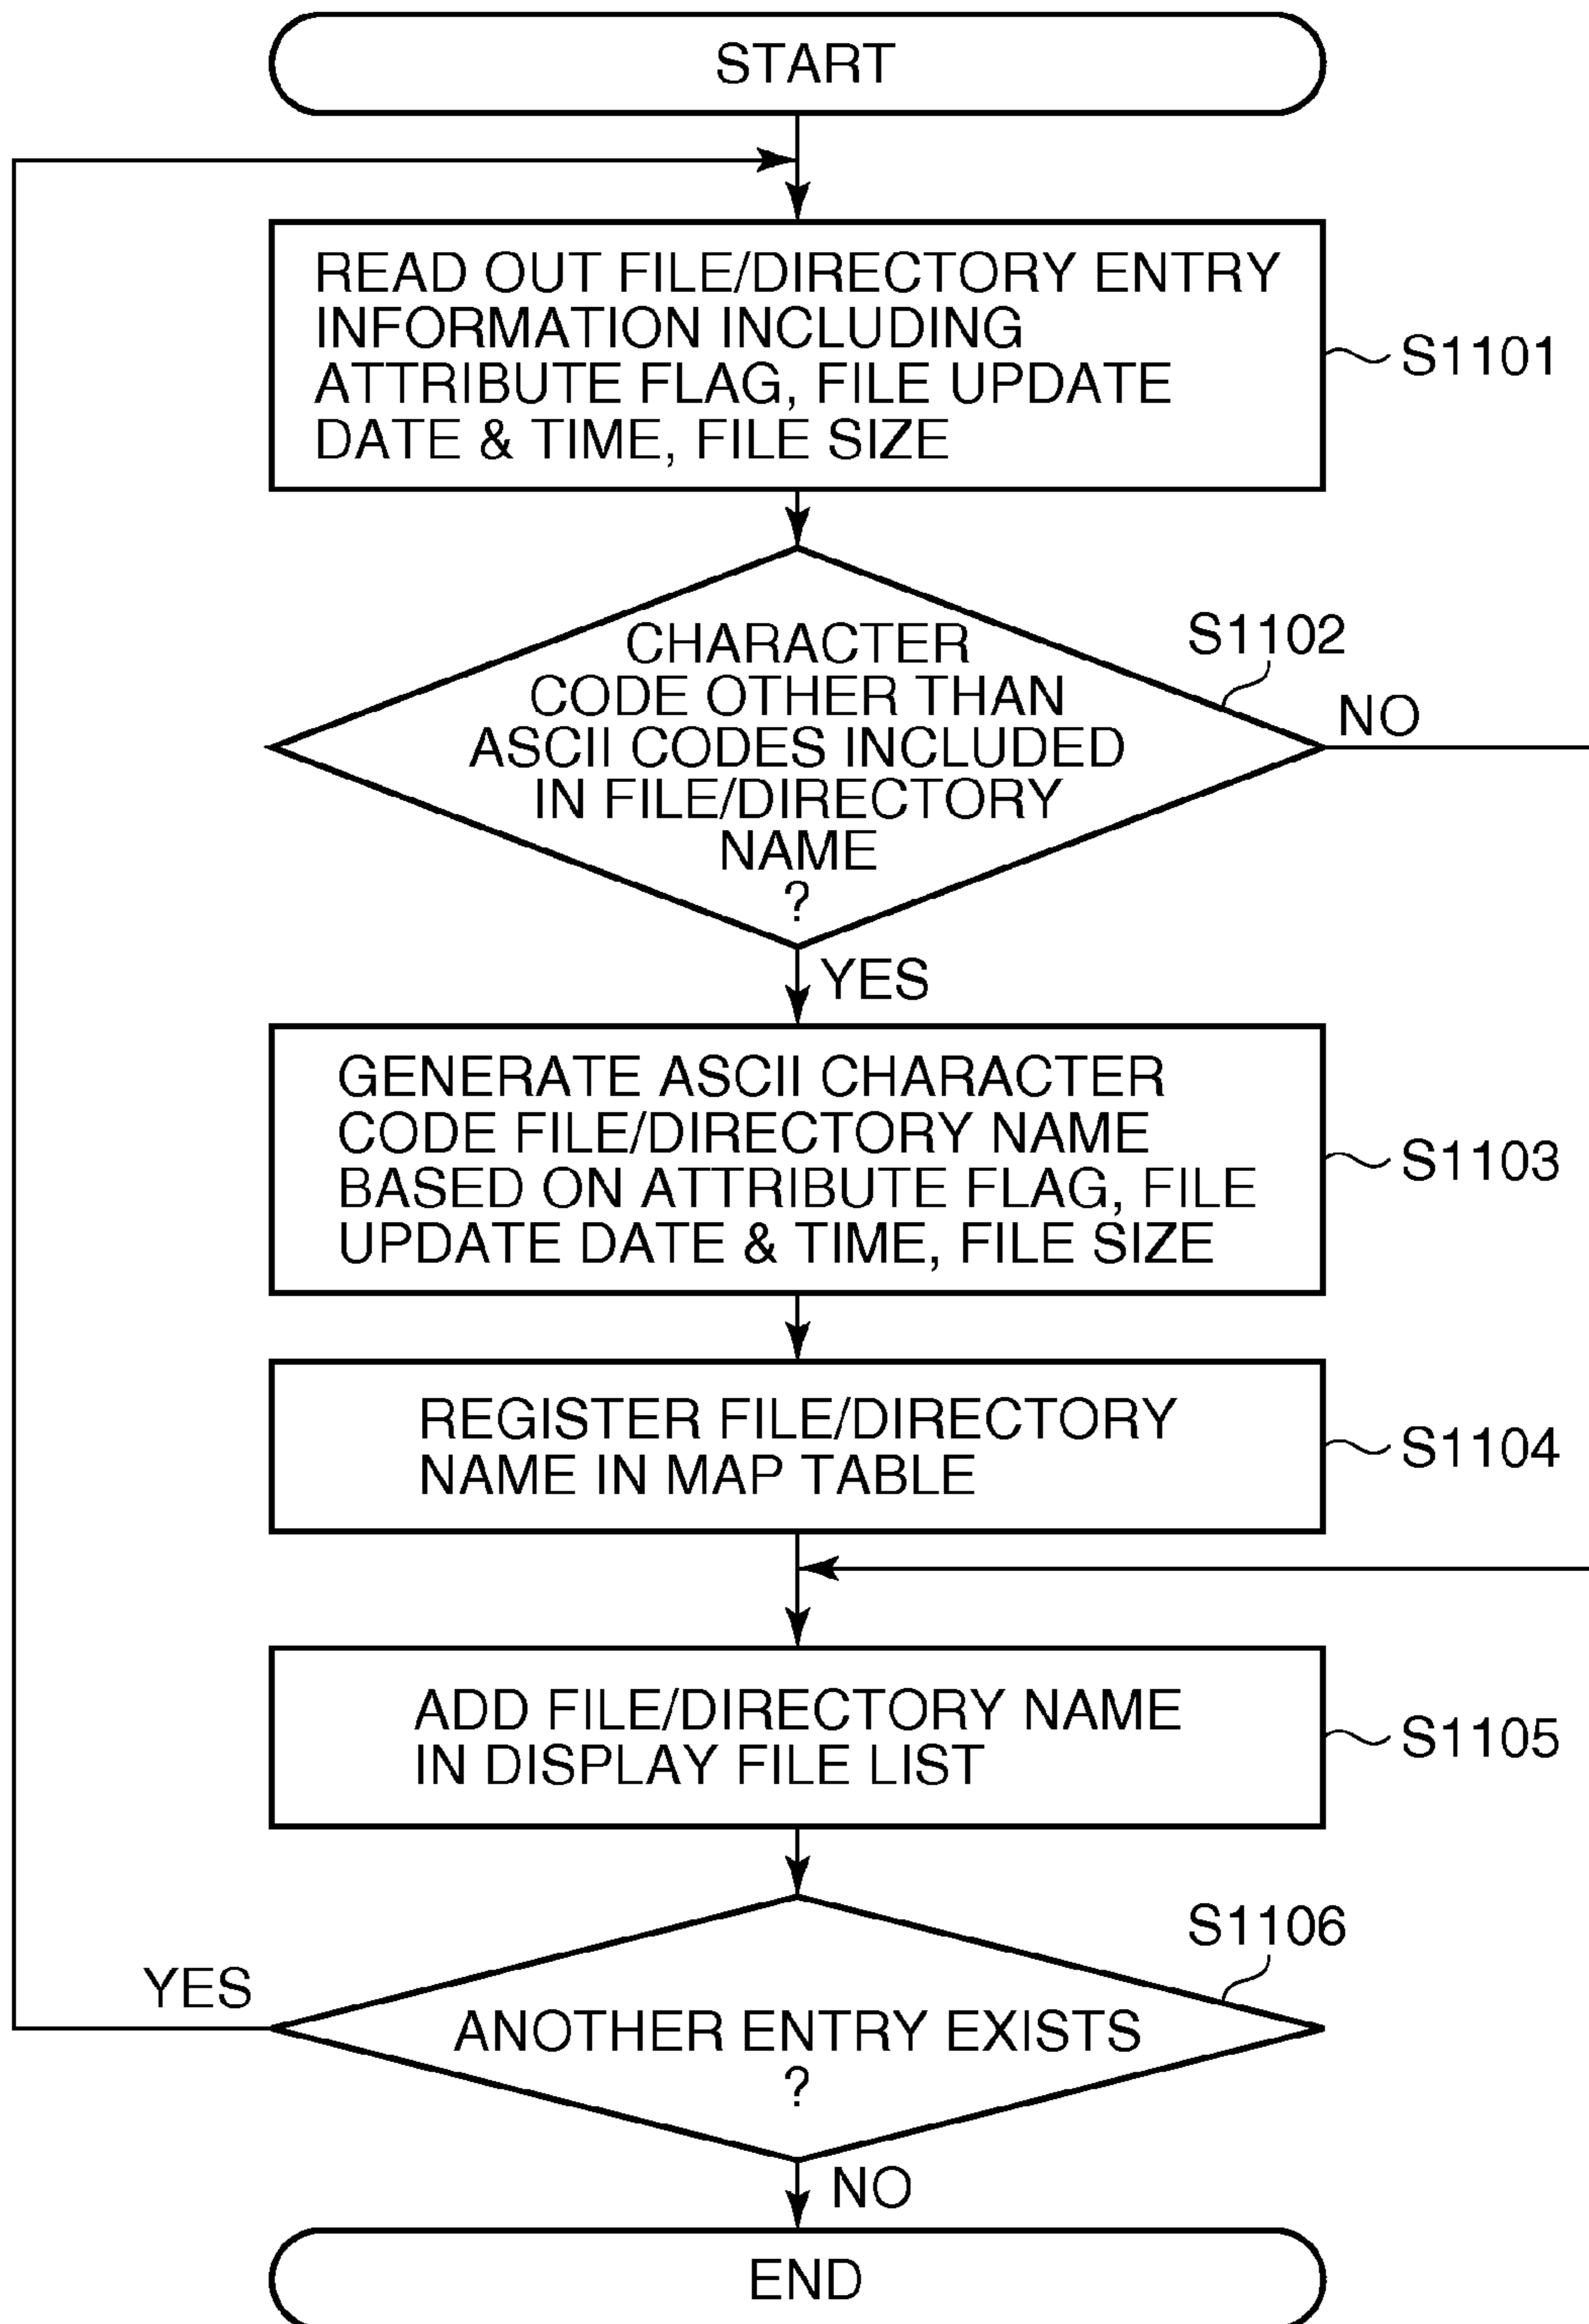 START
READ OUT FILE/DIRECTORY ENTRY
INFORMATION INCLUDING
ATTRIBUTE FLAG, FILE UPDATE
DATE & TIME, FILE SIZE
S1101
CHARACTER
CODE OTHER THAN
ASCII CODES INCLUDED
IN FILE/DIRECTORY
NAME
?
S1102
NO
YES
GENERATE ASCII CHARACTER
CODE FILE/DIRECTORY NAME
BASED ON ATTRIBUTE FLAG, FILE
UPDATE DATE & TIME, FILE SIZE
S1103
REGISTER FILE/DIRECTORY
NAME IN MAP TABLE
S1104
ADD FILE/DIRECTORY NAME
IN DISPLAY FILE LIST
S1105
S1106
YES
ANOTHER ENTRY EXISTS
?
NO
END